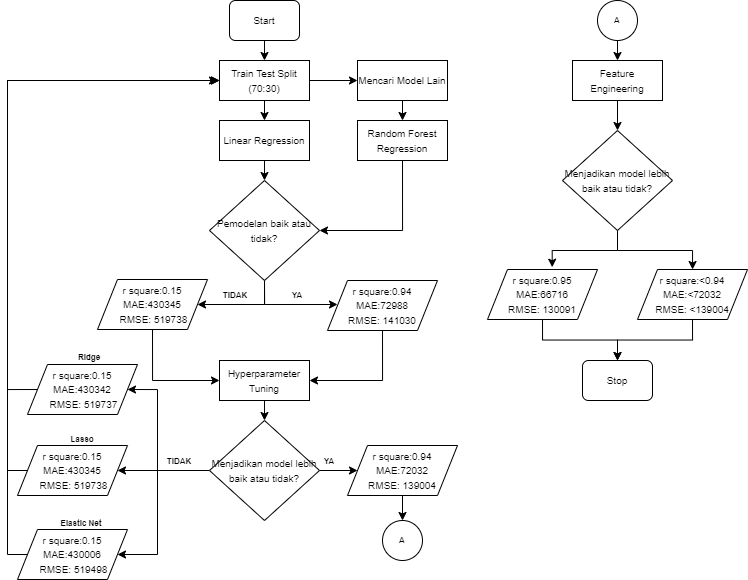 Start
Train Test Split
(70:30)
Mencari Model Lain
Linear Regression
Random Forest
Regression
Pemodelan baik atau
tidak?
TIDAK
YA
r square:0.15
MAE:430345
RMSE: 519738
r square:0.94
MAE:72988
RMSE: 141030
Hyperparameter
Tuning
Ridge
r square:0.15
MAE:430342
RMSE: 519737
Lasso
r square:0.15
MAE:430345
RMSE: 519738
Elastic Net
r square:0.15
MAE:430006
RMSE: 519498
TIDAK
Menjadikan model lebih
baik atau tidak?
YA
r square:0.94
MAE:72032
RMSE: 139004
A
A
Feature
Engineering
Menjadikan model lebih
baik atau tidak?
r square:0.95
MAE:66716
RMSE: 130091
r square:<0.94
MAE:<72032
RMSE: <139004
Stop